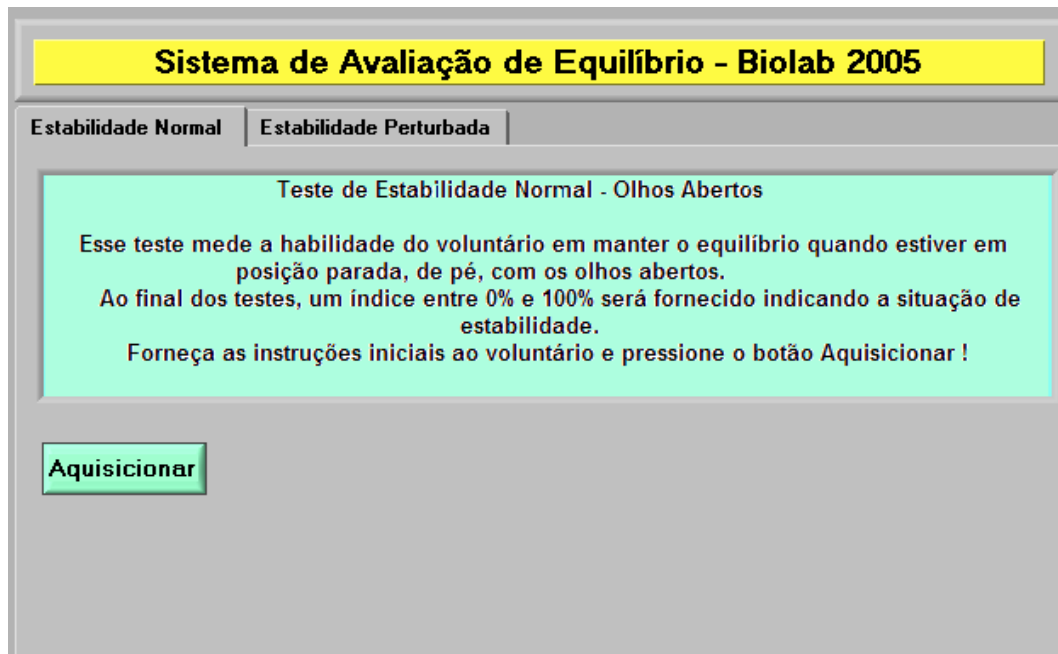 Sistema de Avaliação de Equilíbrio - Biolab 2005
Estabilidade Normal
Estabilidade Perturbada
Teste de Estabilidade Normal - Olhos Abertos
Esse teste mede a habilidade do voluntário em manter o equilíbrio quando estiver em
posição parada, de pé, com os olhos abertos.
Ao final dos testes, um índice entre 0% e 100% será fornecido indicando a situação de
estabilidade.
Forneça as instruções iniciais ao voluntário e pressione o botão Aquisicionar !
Aquisicionar